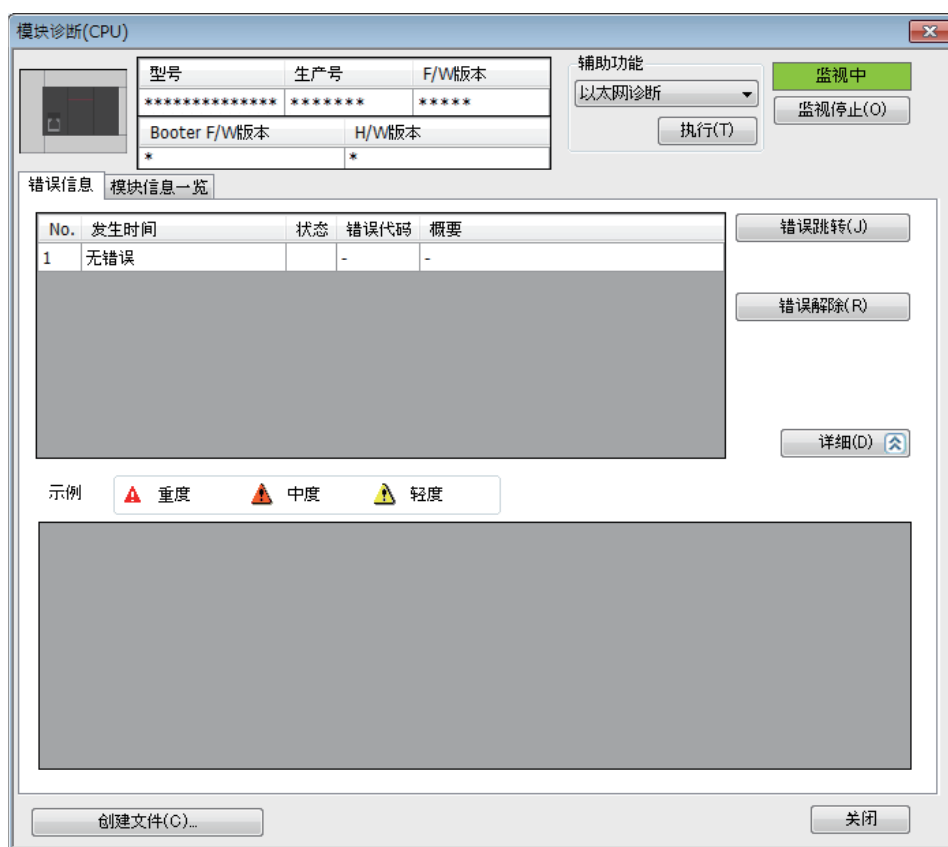 模块诊断(CPU)
型号 生产号 F/W版本
************** ******* *****
Booter F/W版本 H/W版本
* *
辅助功能
以太网诊断
执行(T)
监视中
监视停止(O)
错误信息 模块信息一览
No. 发生时间 状态 错误代码 概要
1 无错误 - -
错误跳转(J)
错误解除(R)
详细(D)
示例 重度 中度 轻度
创建文件(C)... 关闭